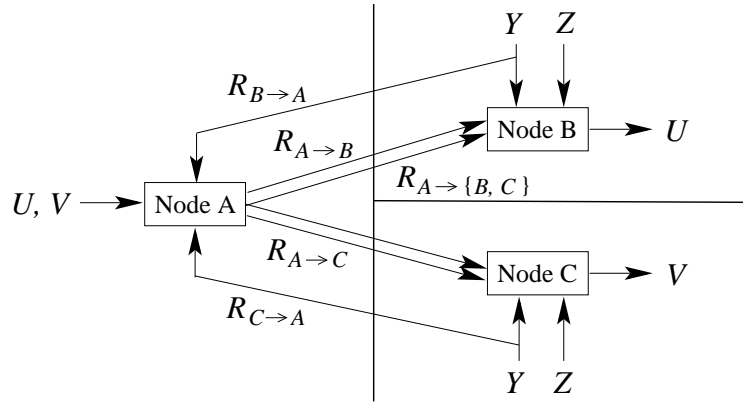 Y Z
R_{B→A}
Node B
U
R_{A→B}
R_{A→{B, C}}
U, V
Node A
R_{A→C}
Node C
V
R_{C→A}
Y Z